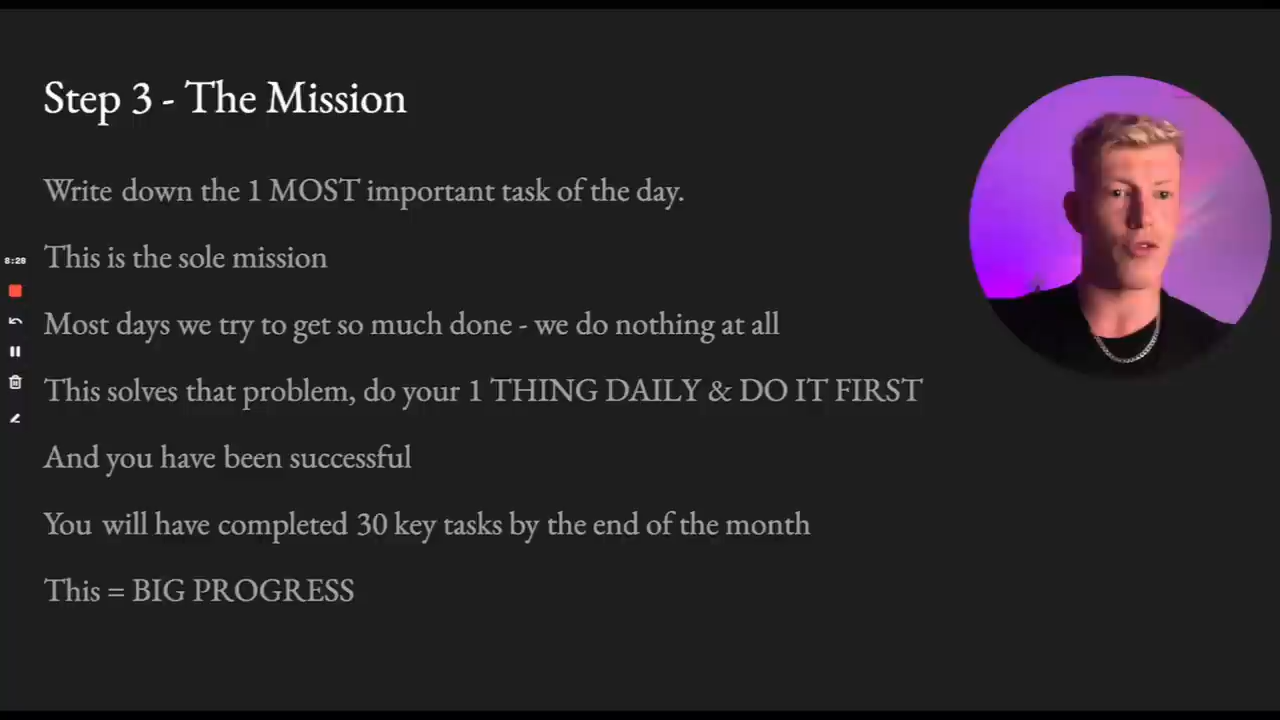 Step 3 - The Mission
Write down the 1 MOST important task of the day.
8:28
This is the sole mission
Most days we try to get so much done - we do nothing at all
This solves that problem, do your 1 THING DAILY & DO IT FIRST
And you have been successful
You will have completed 30 key tasks by the end of the month
This = BIG PROGRESS